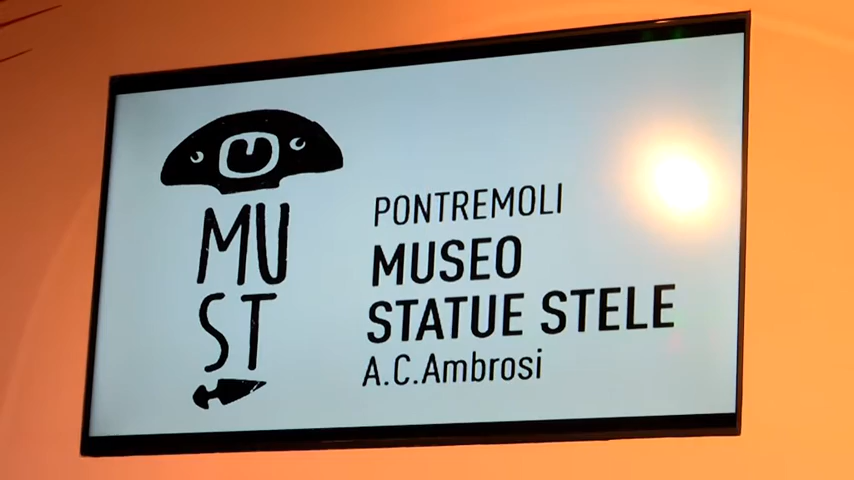 MU
ST
PONTREMOLI
MUSEO
STATUE STELE
A.C.Ambrosi